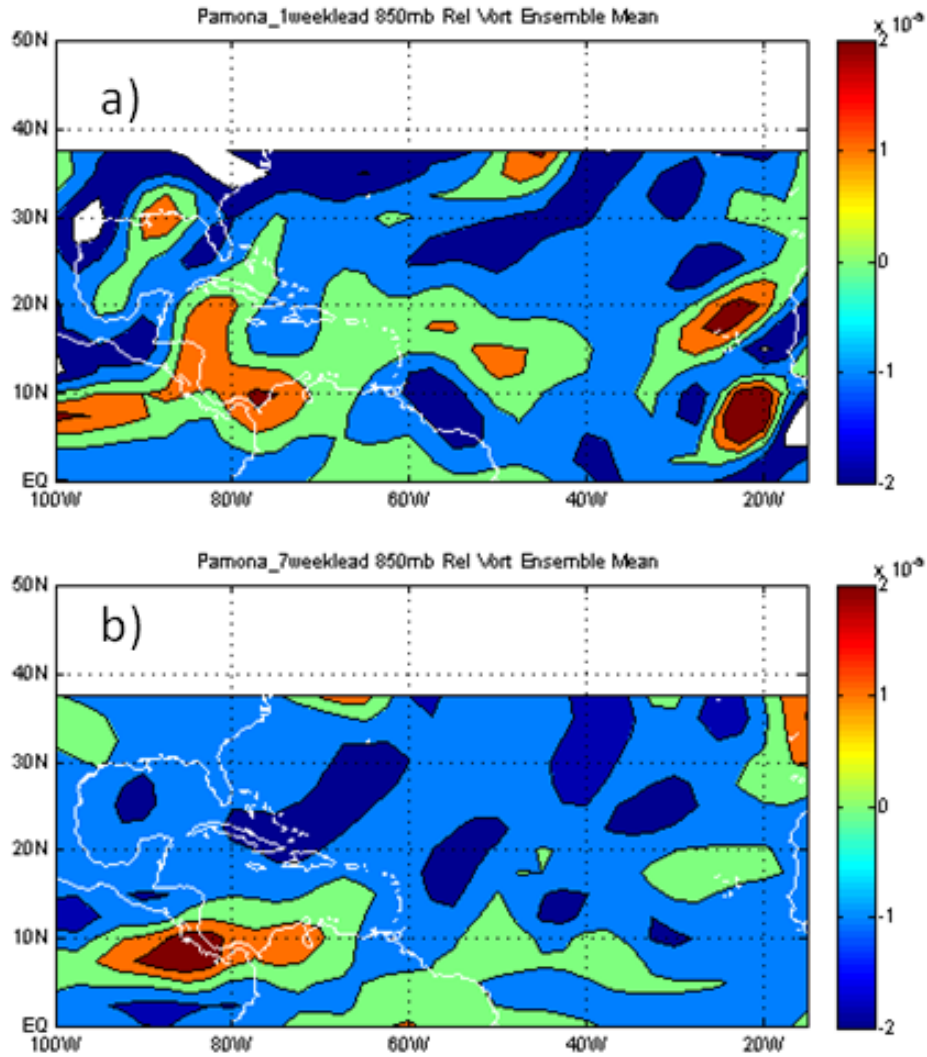 Pamona_1weeklead 850mb Rel Vort Ensemble Mean
x 10⁻⁵
a)
50N
40N
30N
20N
10N
EQ
100W 80W 60W 40W 20W
2
1
0
-1
-2
Pamona_7weeklead 850mb Rel Vort Ensemble Mean
x 10⁻⁵
b)
50N
40N
30N
20N
10N
EQ
100W 80W 60W 40W 20W
2
1
0
-1
-2